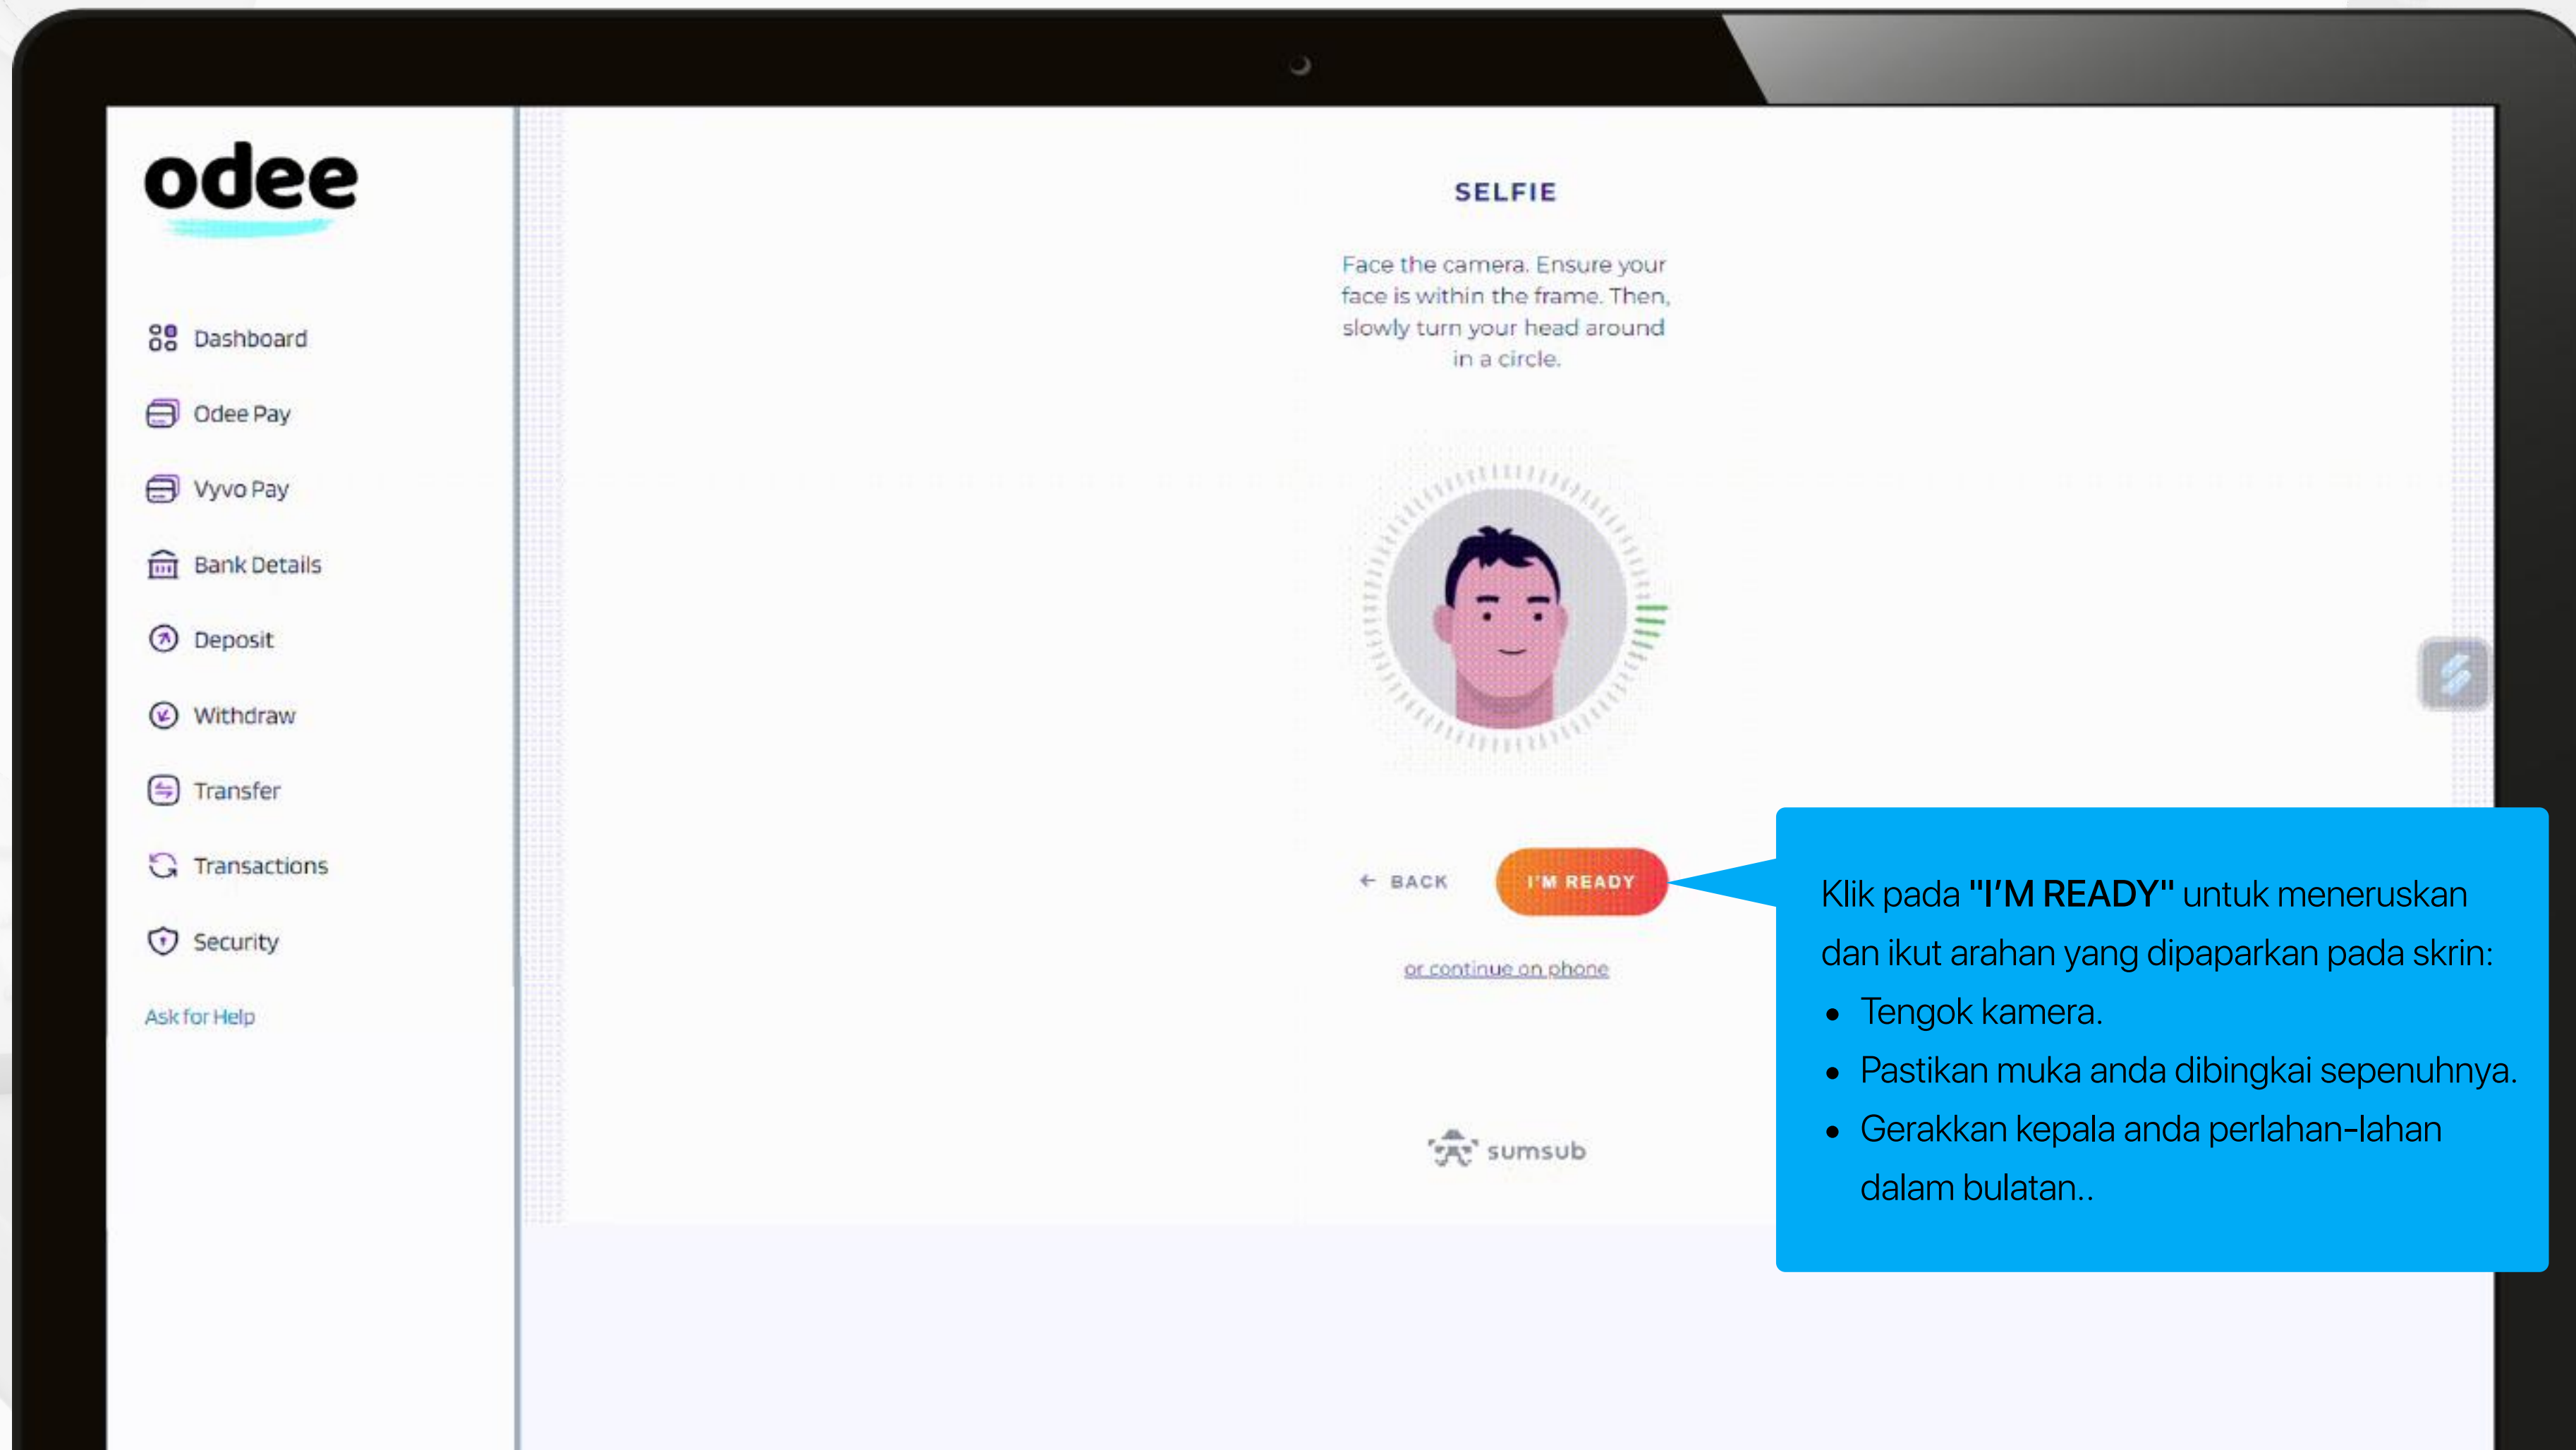 odee
Dashboard
Odee Pay
Vyvo Pay
Bank Details
Deposit
Withdraw
Transfer
Transactions
Security
Ask for Help
SELFIE
Face the camera. Ensure your
face is within the frame. Then,
slowly turn your head around
in a circle.
← BACK
I'M READY
or continue on phone
sumsub
Klik pada "I'M READY" untuk meneruskan
dan ikut arahan yang dipaparkan pada skrin:
• Tengok kamera.
• Pastikan muka anda dibingkai sepenuhnya.
• Gerakkan kepala anda perlahan-lahan
dalam bulatan..